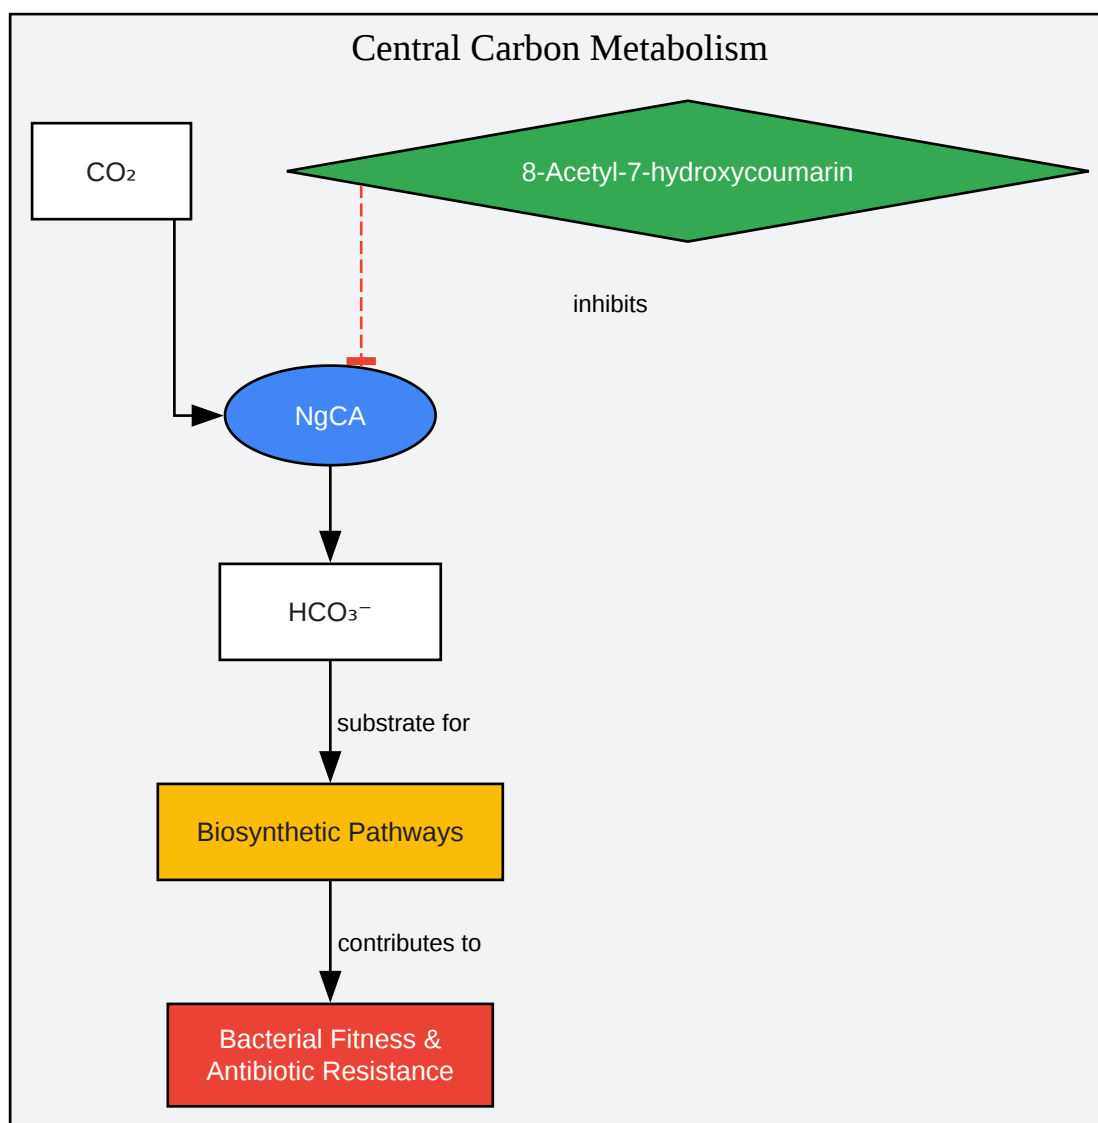 Central Carbon Metabolism
CO₂
8-Acetyl-7-hydroxycoumarin
inhibits
NgCA
HCO₃⁻
substrate for
Biosynthetic Pathways
contributes to
Bacterial Fitness &
Antibiotic Resistance